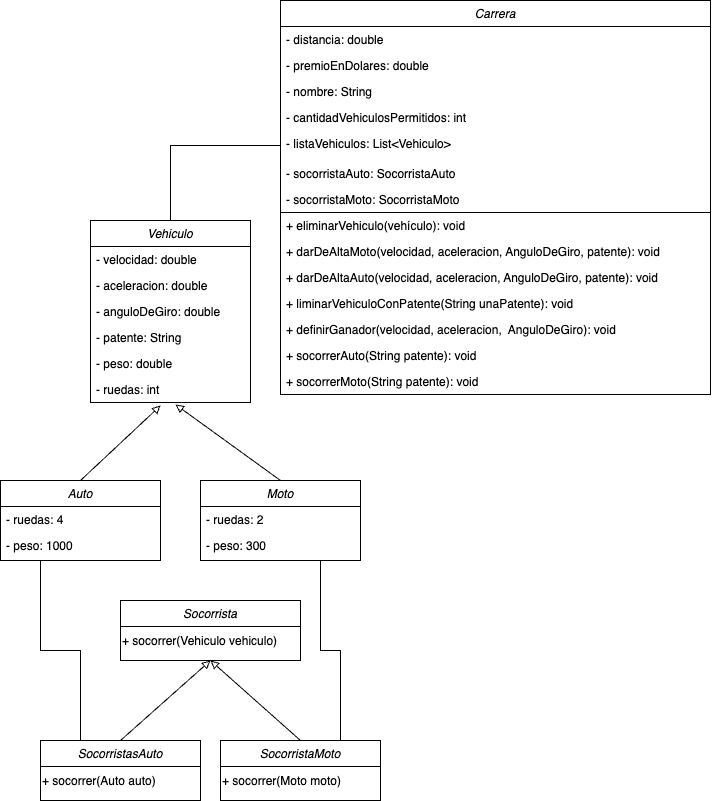 Carrera
- distancia: double
- premioEnDolares: double
- nombre: String
- cantidadVehiculosPermitidos: int
- listaVehiculos: List<Vehiculo>
- socorristaAuto: SocorristaAuto
- socorristaMoto: SocorristaMoto
+ eliminarVehiculo(vehículo): void
+ darDeAltaMoto(velocidad, aceleracion, AnguloDeGiro, patente): void
+ darDeAltaAuto(velocidad, aceleracion, AnguloDeGiro, patente): void
+ liminarVehiculoConPatente(String unaPatente): void
+ definirGanador(velocidad, aceleracion,  AnguloDeGiro): void
+ socorrerAuto(String patente): void
+ socorrerMoto(String patente): void
Vehiculo
- velocidad: double
- aceleracion: double
- anguloDeGiro: double
- patente: String
- peso: double
- ruedas: int
Auto
- ruedas: 4
- peso: 1000
Moto
- ruedas: 2
- peso: 300
Socorrista
+ socorrer(Vehiculo vehiculo)
SocorristasAuto
+ socorrer(Auto auto)
SocorristaMoto
+ socorrer(Moto moto)